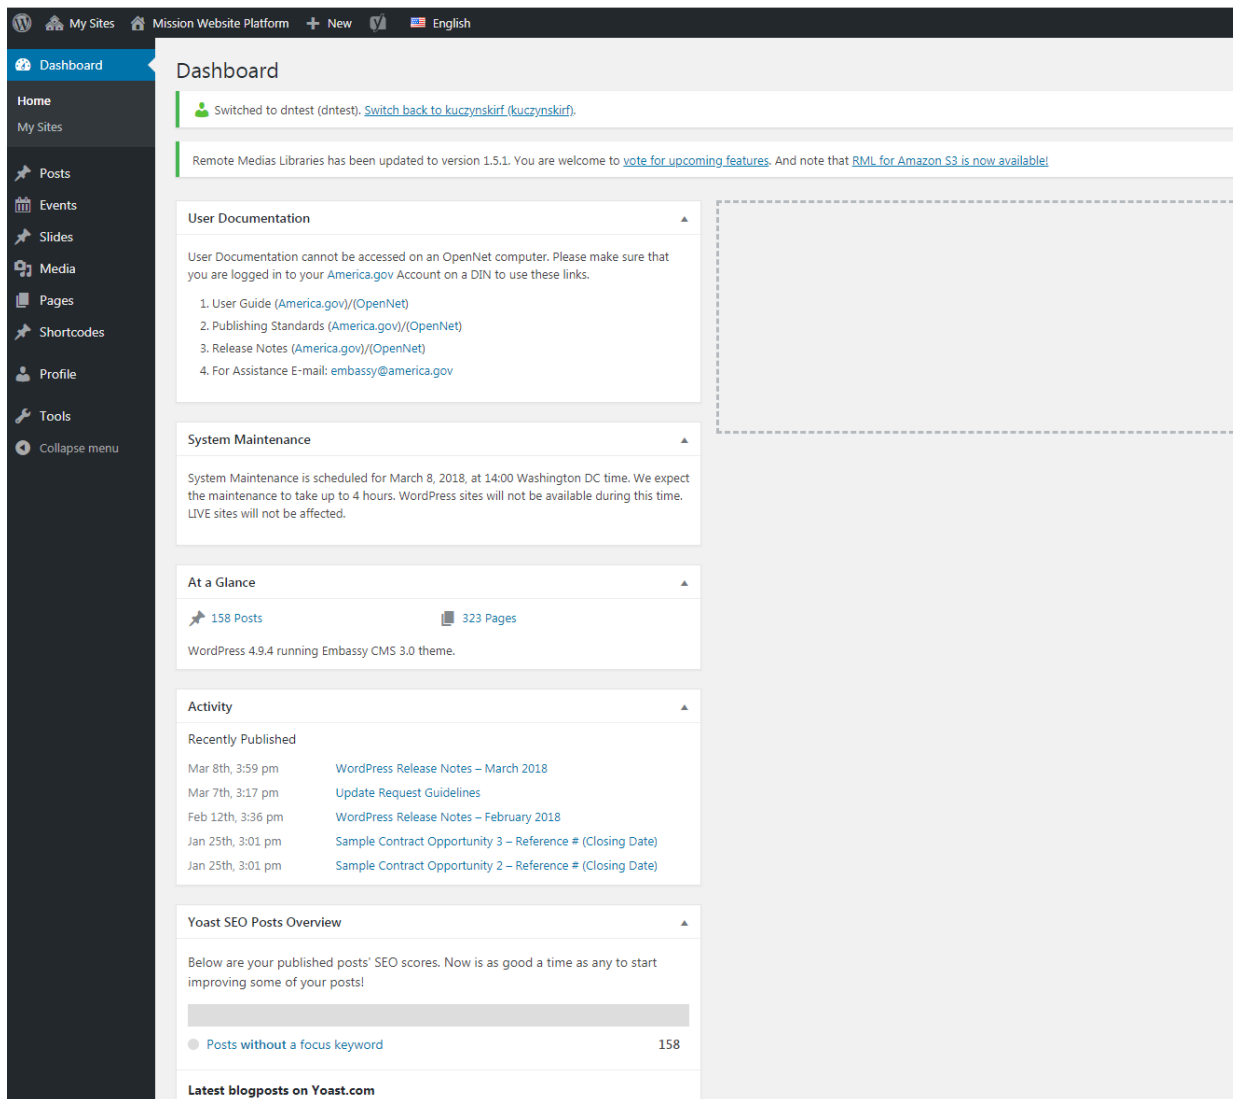 My Sites Mission Website Platform + New English
Dashboard
Home
My Sites
Posts
Events
Slides
Media
Pages
Shortcodes
Profile
Tools
Collapse menu
Dashboard
Switched to dntest (dntest). Switch back to kuczynskirf (kuczynskirf).
Remote Medias Libraries has been updated to version 1.5.1. You are welcome to vote for upcoming features. And note that RML for Amazon S3 is now available!
User Documentation
User Documentation cannot be accessed on an OpenNet computer. Please make sure that
you are logged in to your America.gov Account on a DIN to use these links.
1. User Guide (America.gov)/(OpenNet)
2. Publishing Standards (America.gov)/(OpenNet)
3. Release Notes (America.gov)/(OpenNet)
4. For Assistance E-mail: embassy@america.gov
System Maintenance
System Maintenance is scheduled for March 8, 2018, at 14:00 Washington DC time. We expect
the maintenance to take up to 4 hours. WordPress sites will not be available during this time.
LIVE sites will not be affected.
At a Glance
158 Posts 323 Pages
WordPress 4.9.4 running Embassy CMS 3.0 theme.
Activity
Recently Published
Mar 8th, 3:59 pm WordPress Release Notes – March 2018
Mar 7th, 3:17 pm Update Request Guidelines
Feb 12th, 3:36 pm WordPress Release Notes – February 2018
Jan 25th, 3:01 pm Sample Contract Opportunity 3 – Reference # (Closing Date)
Jan 25th, 3:01 pm Sample Contract Opportunity 2 – Reference # (Closing Date)
Yoast SEO Posts Overview
Below are your published posts' SEO scores. Now is as good a time as any to start
improving some of your posts!
Posts without a focus keyword 158
Latest blogposts on Yoast.com